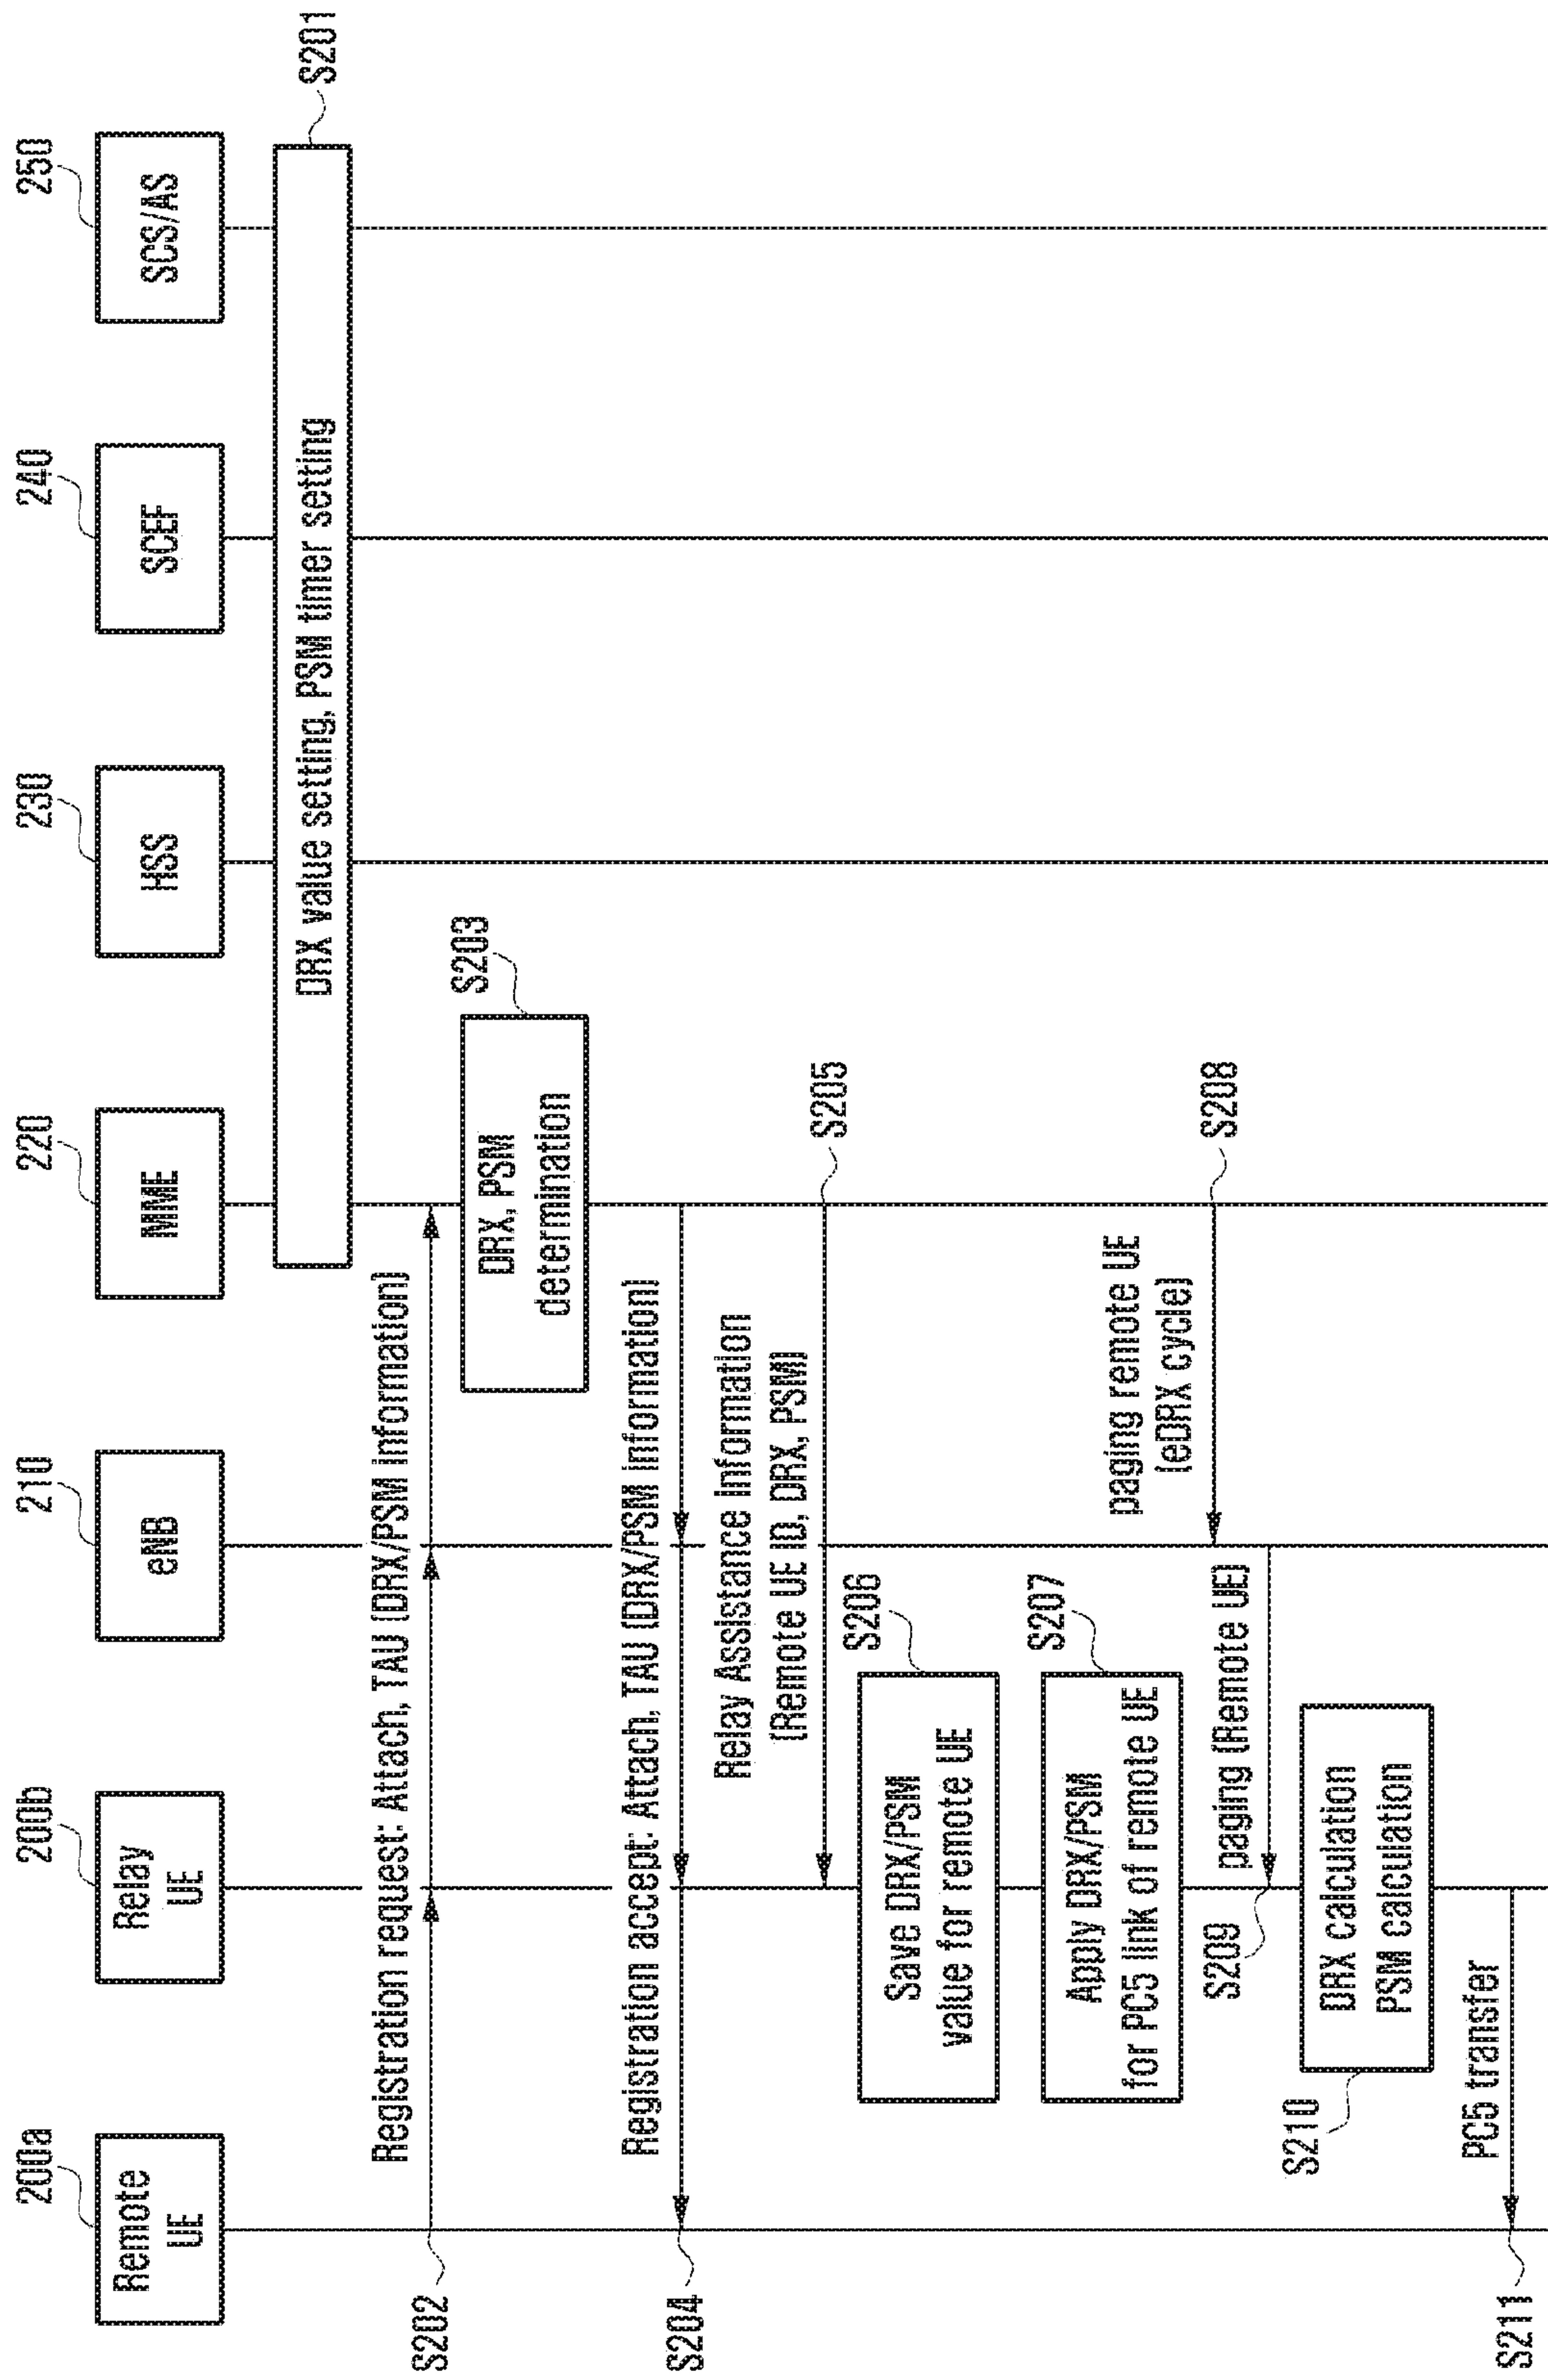 200a
200b
210
220
230
240
250
Remote
UE
Relay
UE
eNB
MME
HSS
SCEF
SCS/AS
DRX value setting, PSM timer setting
S201
Registration request: Attach, TAU (DRX/PSM information)
S202
S203
DRX, PSM
determination
Registration accept: Attach, TAU (DRX/PSM information)
S204
Relay Assistance Information
(Remote UE ID, DRX, PSM)
S205
S206
Save DRX/PSM
value for remote UE
S207
Apply DRX/PSM
for PC5 link of remote UE
paging remote UE
(eDRX cycle)
S208
paging (Remote UE)
S209
DRX calculation
PSM calculation
S210
PC5 transfer
S211